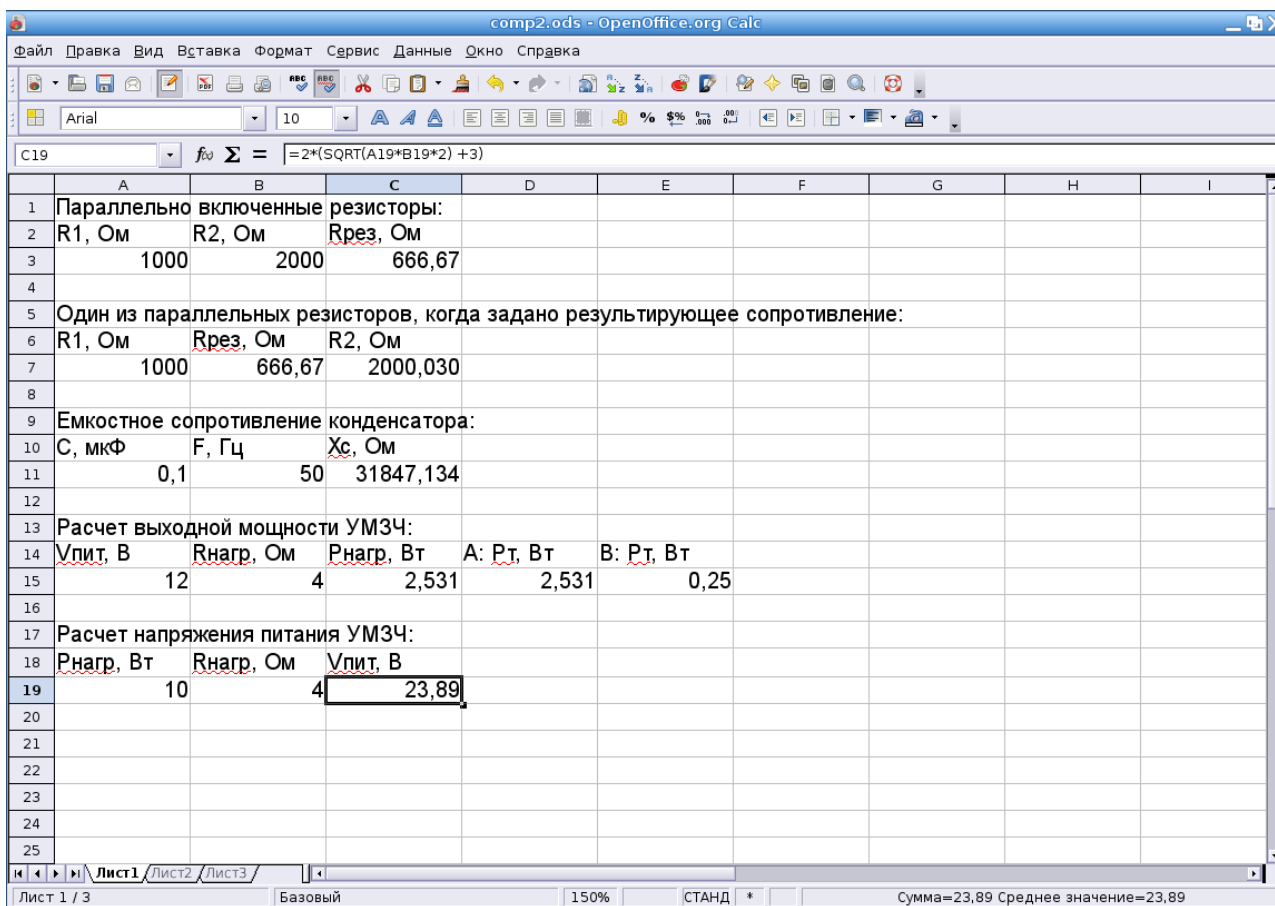 comp2.ods - OpenOffice.org Calc
Файл Правка Вид Вставка Формат Сервис Данные Окно Справка
Arial 10
C19 =2*(SQRT(A19*B19*2) +3)
A B C D E F G H I
1 Параллельно включенные резисторы:
2 R1, Ом R2, Ом Rрез, Ом
3 1000 2000 666,67
4
5 Один из параллельных резисторов, когда задано результирующее сопротивление:
6 R1, Ом Rрез, Ом R2, Ом
7 1000 666,67 2000,030
8
9 Емкостное сопротивление конденсатора:
10 C, мкФ F, Гц Xc, Ом
11 0,1 50 31847,134
12
13 Расчет выходной мощности УМЗЧ:
14 Vпит, В Rнагр, Ом Pнагр, Вт A: Pт, Вт B: Pт, Вт
15 12 4 2,531 2,531 0,25
16
17 Расчет напряжения питания УМЗЧ:
18 Pнагр, Вт Rнагр, Ом Vпит, В
19 10 4 23,89
20
21
22
23
24
25
Лист1 Лист2 Лист3
Лист 1 / 3 Базовый 150% СТАНД * Сумма=23,89 Среднее значение=23,89